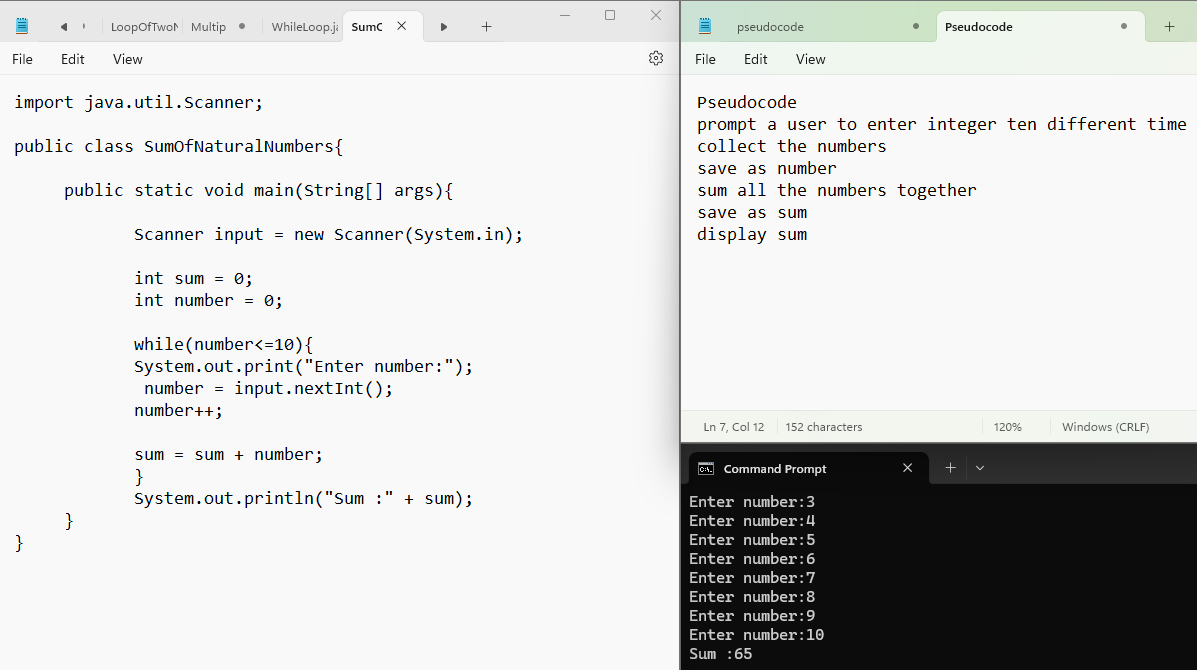 LoopOfTwoN
Multip
WhileLoop.ja
SumO
File
Edit
View
import java.util.Scanner;
public class SumOfNaturalNumbers{
public static void main(String[] args){
Scanner input = new Scanner(System.in);
int sum = 0;
int number = 0;
while(number<=10){
System.out.print("Enter number:");
number = input.nextInt();
number++;
sum = sum + number;
}
System.out.println("Sum :" + sum);
}
}
pseudocode
Pseudocode
File
Edit
View
Pseudocode
prompt a user to enter integer ten different time
collect the numbers
save as number
sum all the numbers together
save as sum
display sum
Ln 7, Col 12
152 characters
120%
Windows (CRLF)
Command Prompt
Enter number:3
Enter number:4
Enter number:5
Enter number:6
Enter number:7
Enter number:8
Enter number:9
Enter number:10
Sum :65